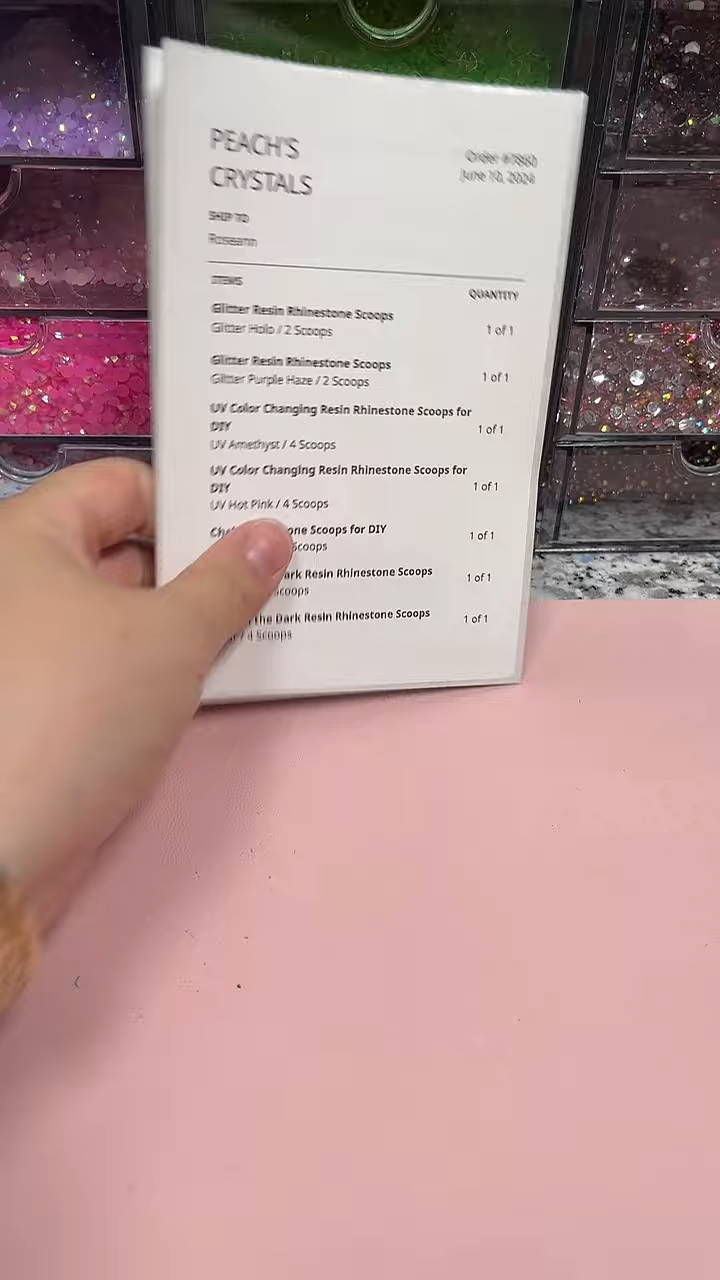 PEACH'S
CRYSTALS
Order
June 10, 2024
SHIP TO
Roseann
ITEMS
QUANTITY
Glitter Resin Rhinestone Scoops
Glitter Holo / 2 Scoops
1 of 1
Glitter Resin Rhinestone Scoops
Glitter Purple Haze / 2 Scoops
1 of 1
UV Color Changing Resin Rhinestone Scoops for
DIY
1 of 1
UV Amethyst / 4 Scoops
UV Color Changing Resin Rhinestone Scoops for
DIY
1 of 1
UV Hot Pink / 4 Scoops
Scoops for DIY
Scoops
1 of 1
Resin Rhinestone Scoops
1 of 1
the Dark Resin Rhinestone Scoops
1 of 1
/ 4 Scoops